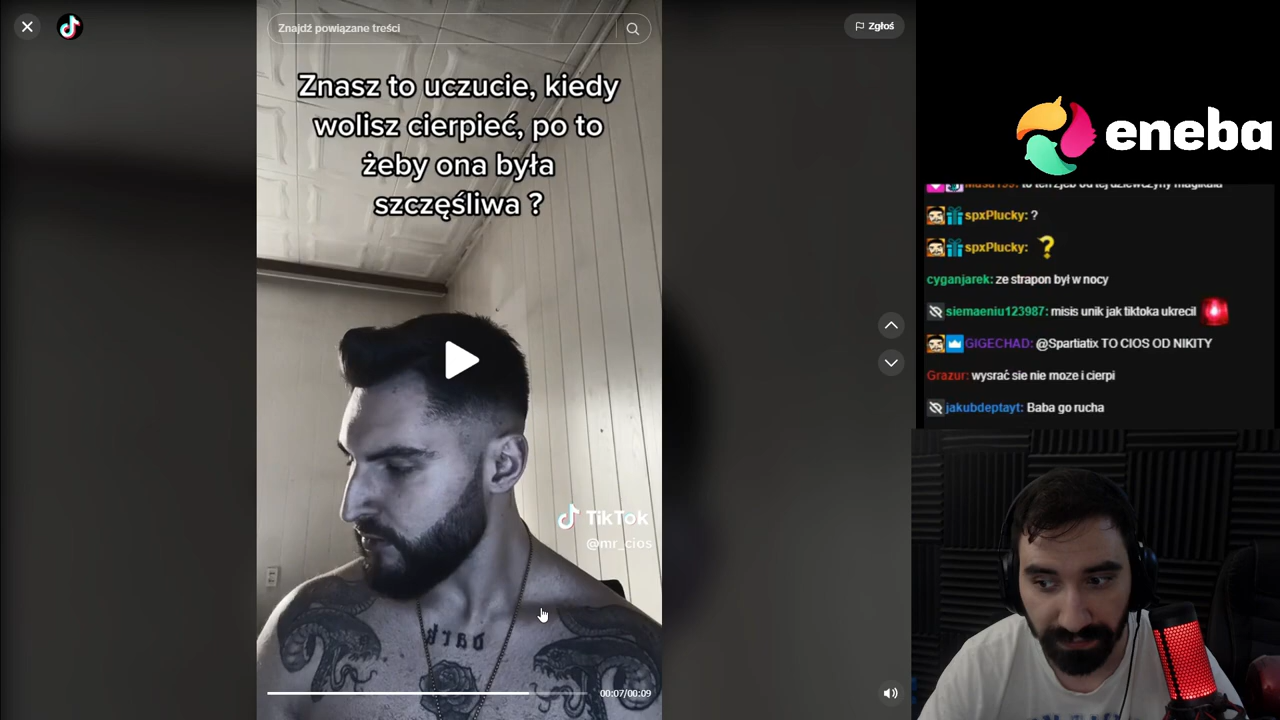 Znajdź powiązane treści
Zgłoś
Znasz to uczucie, kiedy
wolisz cierpieć, po to
żeby ona była
szczęśliwa ?
TikTok
@mr_cios
dark
00:07/00:09
eneba
spxPlucky: ?
spxPlucky: ?
cyganjarek: ze strapon był w nocy
siemaeniu123987: misis unik jak tiktoka ukrecil
GIGECHAD: @Spartiatix TO CIOS OD NIKITY
Grazur: wysrać sie nie moze i cierpi
jakubdeptayt: Baba go rucha